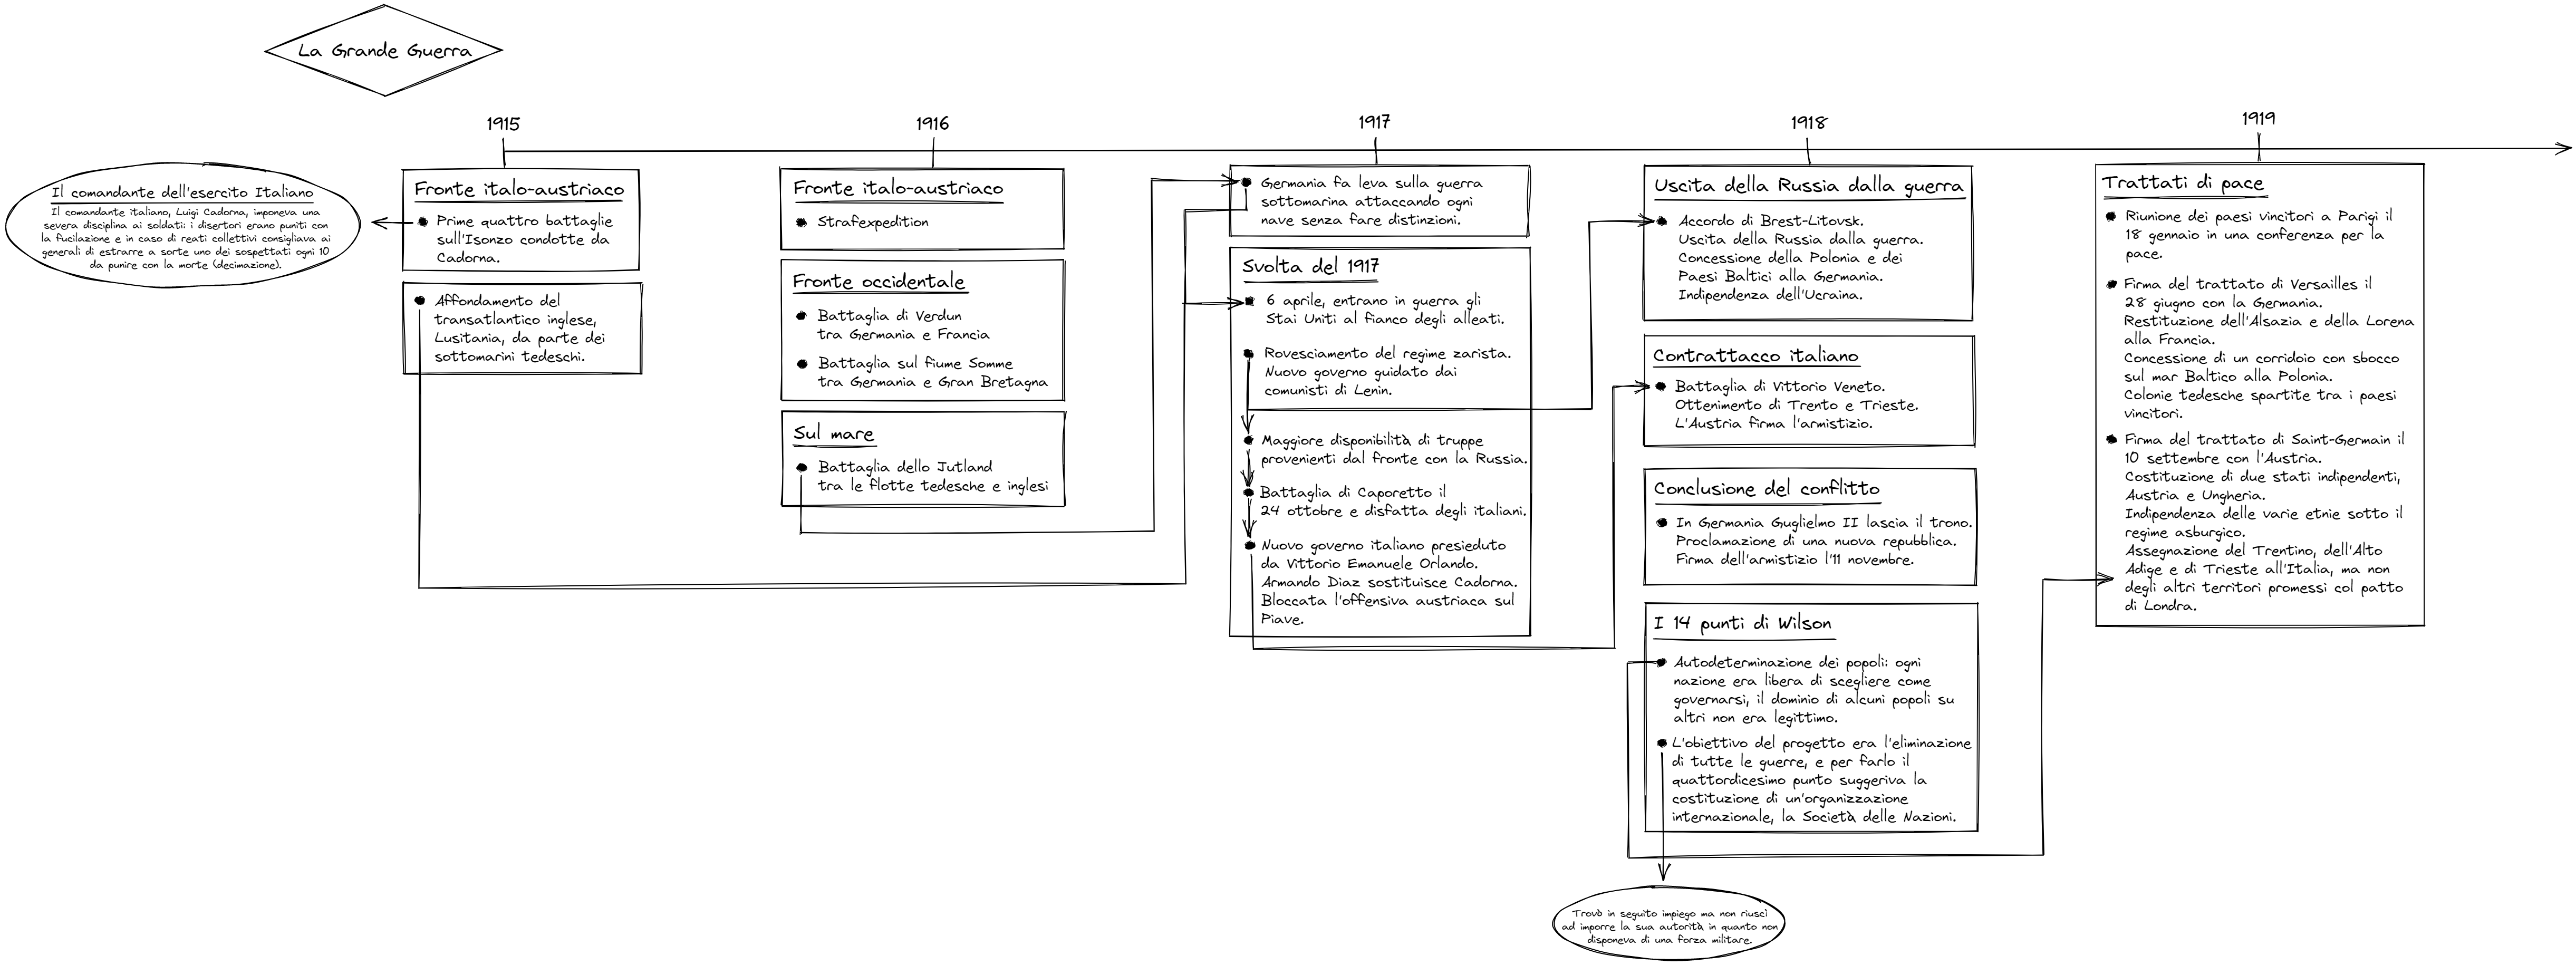 La Grande Guerra
1915
1916
1917
1918
1919
Il comandante dell'esercito Italiano
Il comandante italiano, Luigi Cadorna, imponeva una
severa disciplina ai soldati: i disertori erano puniti con
la fucilazione e in caso di reati collettivi consigliava ai
generali di estrarre a sorte uno dei sospettati ogni 10
da punire con la morte (decimazione).
Fronte italo-austriaco
Prime quattro battaglie
sull'Isonzo condotte da
Cadorna.
Affondamento del
transatlantico inglese,
Lusitania, da parte dei
sottomarini tedeschi.
Fronte italo-austriaco
Strafexpedition
Fronte occidentale
Battaglia di Verdun
tra Germania e Francia
Battaglia sul fiume Somme
tra Germania e Gran Bretagna
Sul mare
Battaglia dello Jutland
tra le flotte tedesche e inglesi
Germania fa leva sulla guerra
sottomarina attaccando ogni
nave senza fare distinzioni.
Svolta del 1917
6 aprile, entrano in guerra gli
Stai Uniti al fianco degli alleati.
Rovesciamento del regime zarista.
Nuovo governo guidato dai
comunisti di Lenin.
Maggiore disponibilità di truppe
provenienti dal fronte con la Russia.
Battaglia di Caporetto il
24 ottobre e disfatta degli italiani.
Nuovo governo italiano presieduto
da Vittorio Emanuele Orlando.
Armando Diaz sostituisce Cadorna.
Bloccata l'offensiva austriaca sul
Piave.
Uscita della Russia dalla guerra
Accordo di Brest-Litovsk.
Uscita della Russia dalla guerra.
Concessione della Polonia e dei
Paesi Baltici alla Germania.
Indipendenza dell'Ucraina.
Contrattacco italiano
Battaglia di Vittorio Veneto.
Ottenimento di Trento e Trieste.
L'Austria firma l'armistizio.
Conclusione del conflitto
In Germania Guglielmo II lascia il trono.
Proclamazione di una nuova repubblica.
Firma dell'armistizio l'11 novembre.
I 14 punti di Wilson
Autodeterminazione dei popoli: ogni
nazione era libera di scegliere come
governarsi, il dominio di alcuni popoli su
altri non era legittimo.
L'obiettivo del progetto era l'eliminazione
di tutte le guerre, e per farlo il
quattordicesimo punto suggeriva la
costituzione di un'organizzazione
internazionale, la Società delle Nazioni.
Trovò in seguito impiego ma non riuscì
ad imporre la sua autorità in quanto non
disponeva di una forza militare.
Trattati di pace
Riunione dei paesi vincitori a Parigi il
18 gennaio in una conferenza per la
pace.
Firma del trattato di Versailles il
28 giugno con la Germania.
Restituzione dell'Alsazia e della Lorena
alla Francia.
Concessione di un corridoio con sbocco
sul mar Baltico alla Polonia.
Colonie tedesche spartite tra i paesi
vincitori.
Firma del trattato di Saint-Germain il
10 settembre con l'Austria.
Costituzione di due stati indipendenti,
Austria e Ungheria.
Indipendenza delle varie etnie sotto il
regime asburgico.
Assegnazione del Trentino, dell'Alto
Adige e di Trieste all'Italia, ma non
degli altri territori promessi col patto
di Londra.